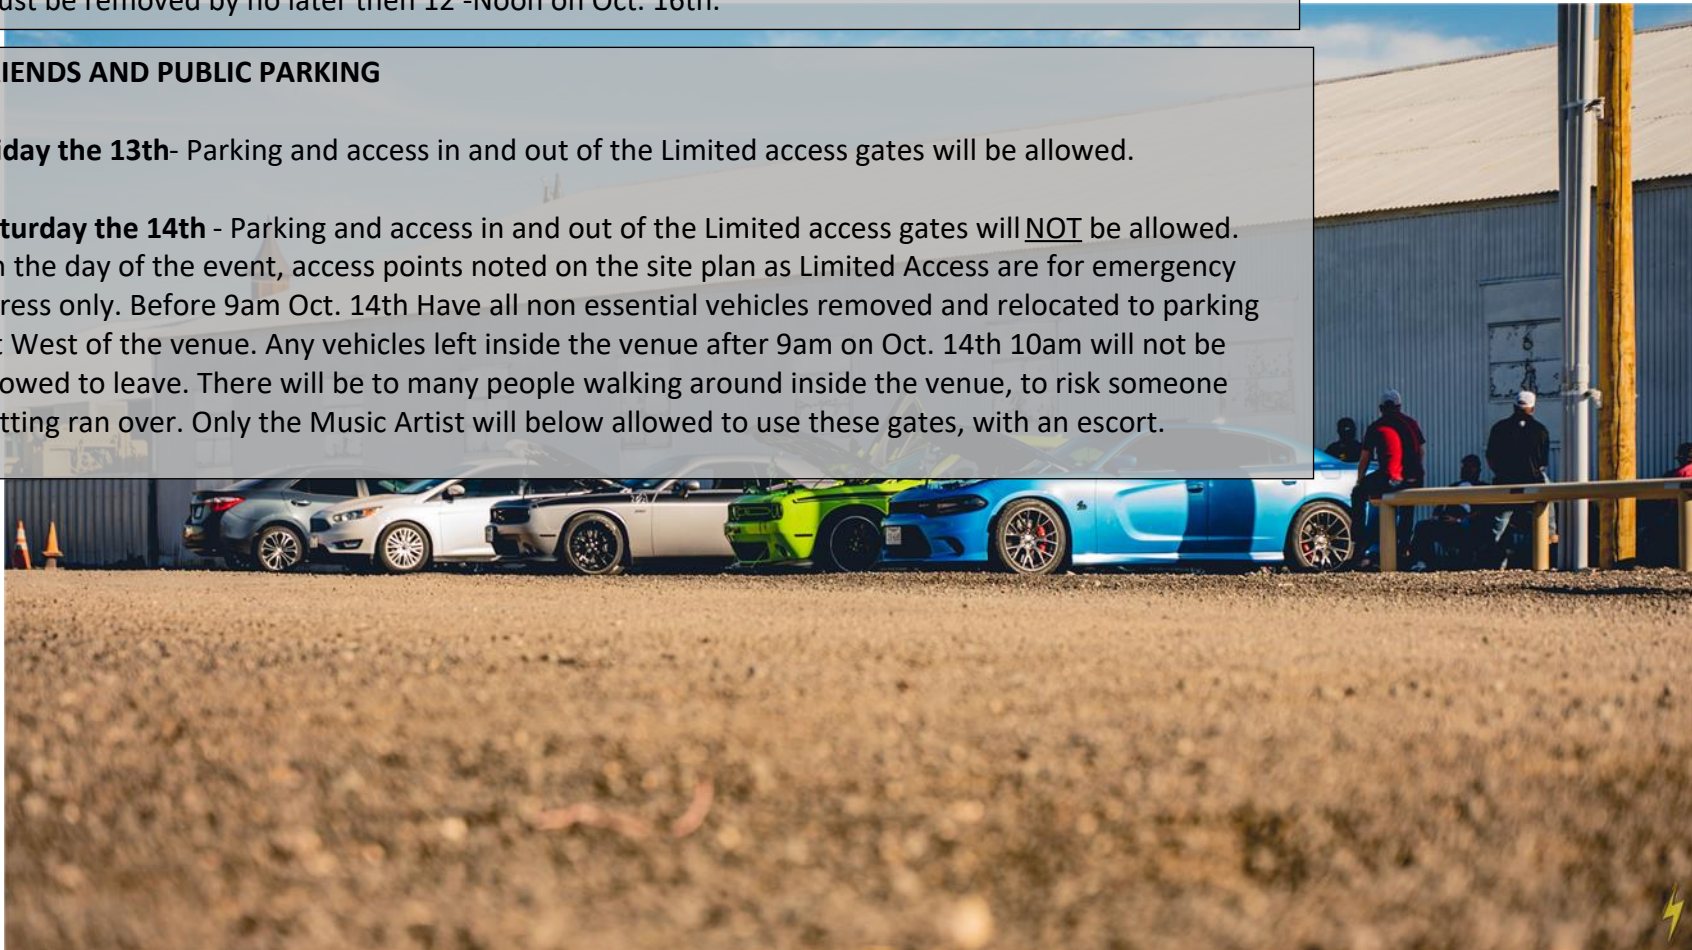 ust be removed by no later then 12 -Noon on Oct. 16th.
IENDS AND PUBLIC PARKING
iday the 13th- Parking and access in and out of the Limited access gates will be allowed.
turday the 14th - Parking and access in and out of the Limited access gates will NOT be allowed.
n the day of the event, access points noted on the site plan as Limited Access are for emergency
ress only. Before 9am Oct. 14th Have all non essential vehicles removed and relocated to parking
t West of the venue. Any vehicles left inside the venue after 9am on Oct. 14th 10am will not be
owed to leave. There will be to many people walking around inside the venue, to risk someone
tting ran over. Only the Music Artist will below allowed to use these gates, with an escort.